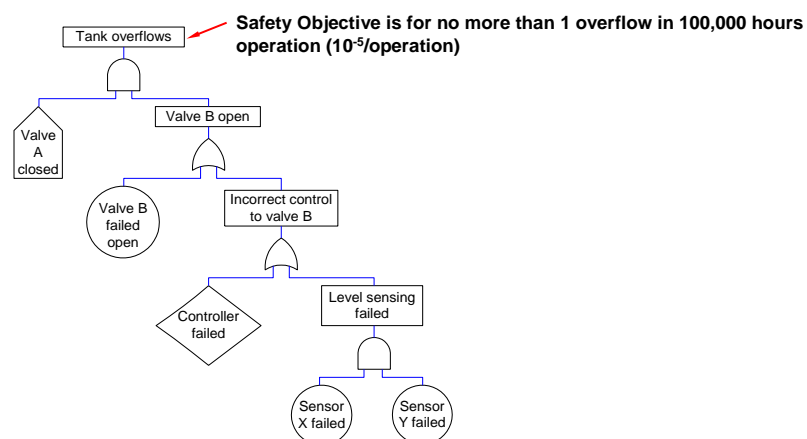 Safety Objective is for no more than 1 overflow in 100,000 hours
operation (10⁻⁵/operation)
Tank overflows
Valve
A
closed
Valve B open
Valve B
failed
open
Incorrect control
to valve B
Controller
failed
Level sensing
failed
Sensor
X failed
Sensor
Y failed